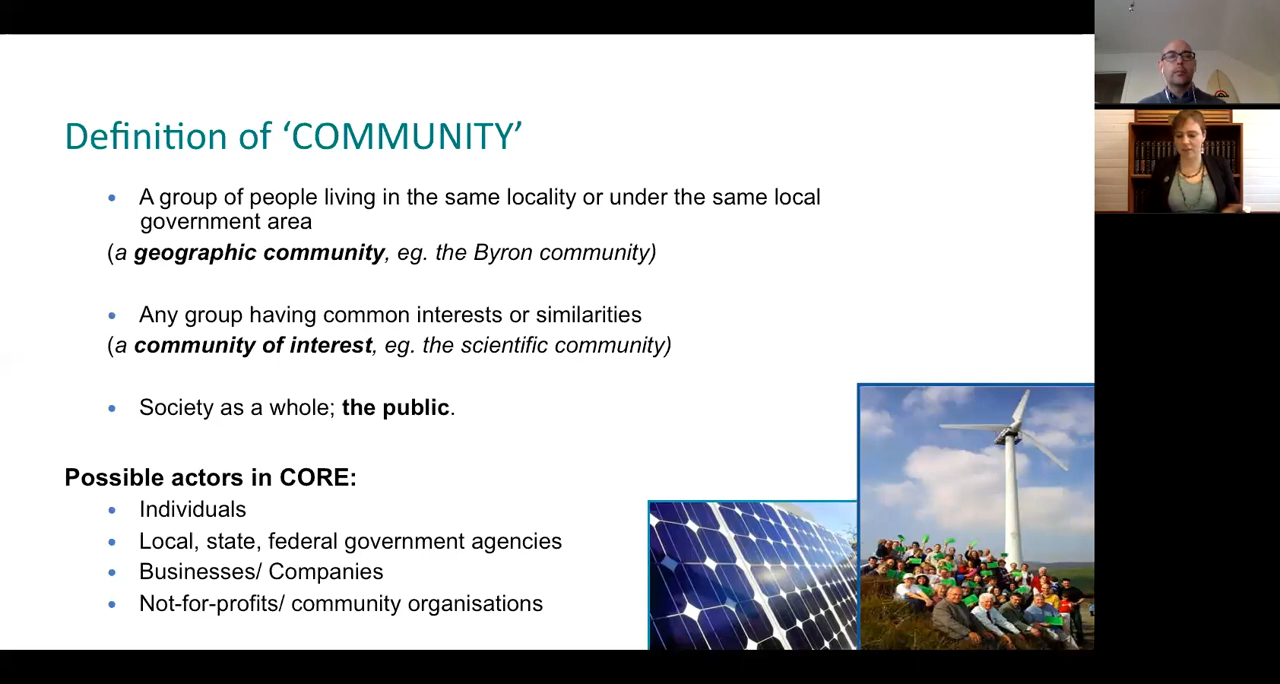 Definition of ‘COMMUNITY’
• A group of people living in the same locality or under the same local
government area
(a geographic community, eg. the Byron community)
• Any group having common interests or similarities
(a community of interest, eg. the scientific community)
• Society as a whole; the public.
Possible actors in CORE:
• Individuals
• Local, state, federal government agencies
• Businesses/ Companies
• Not-for-profits/ community organisations